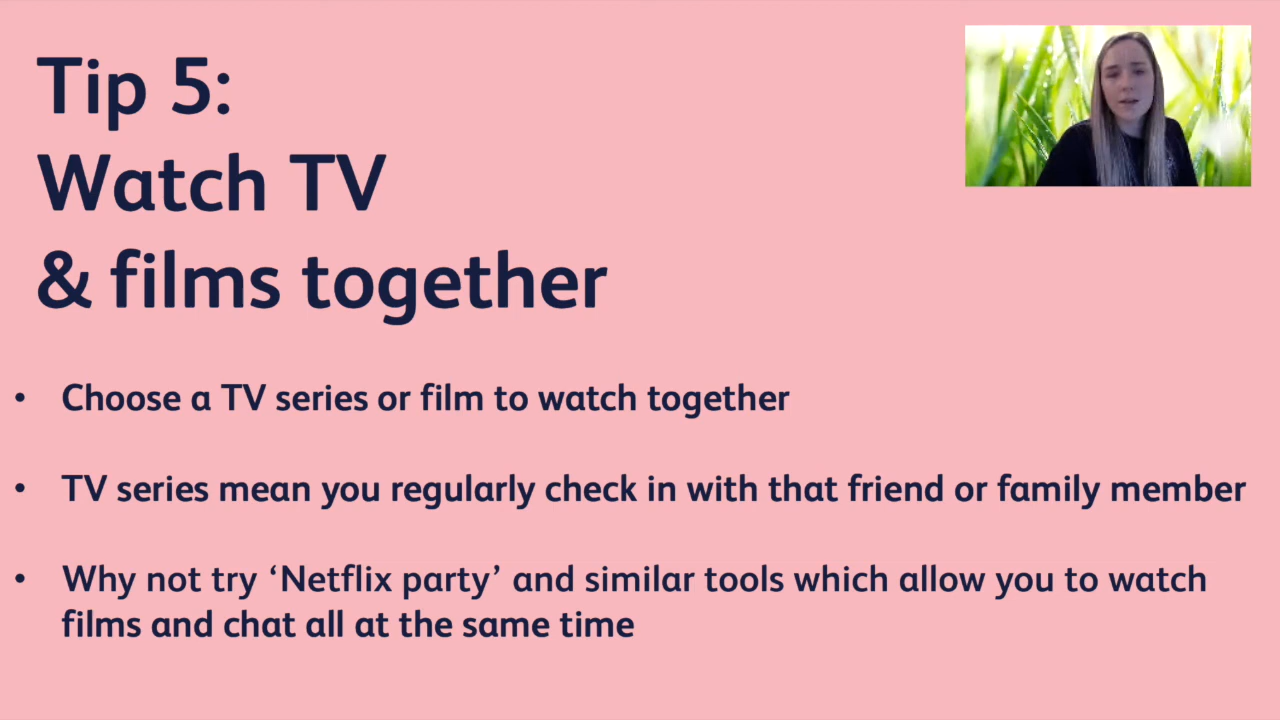 Tip 5:
Watch TV
& films together
• Choose a TV series or film to watch together
• TV series mean you regularly check in with that friend or family member
• Why not try ‘Netflix party’ and similar tools which allow you to watch
films and chat all at the same time